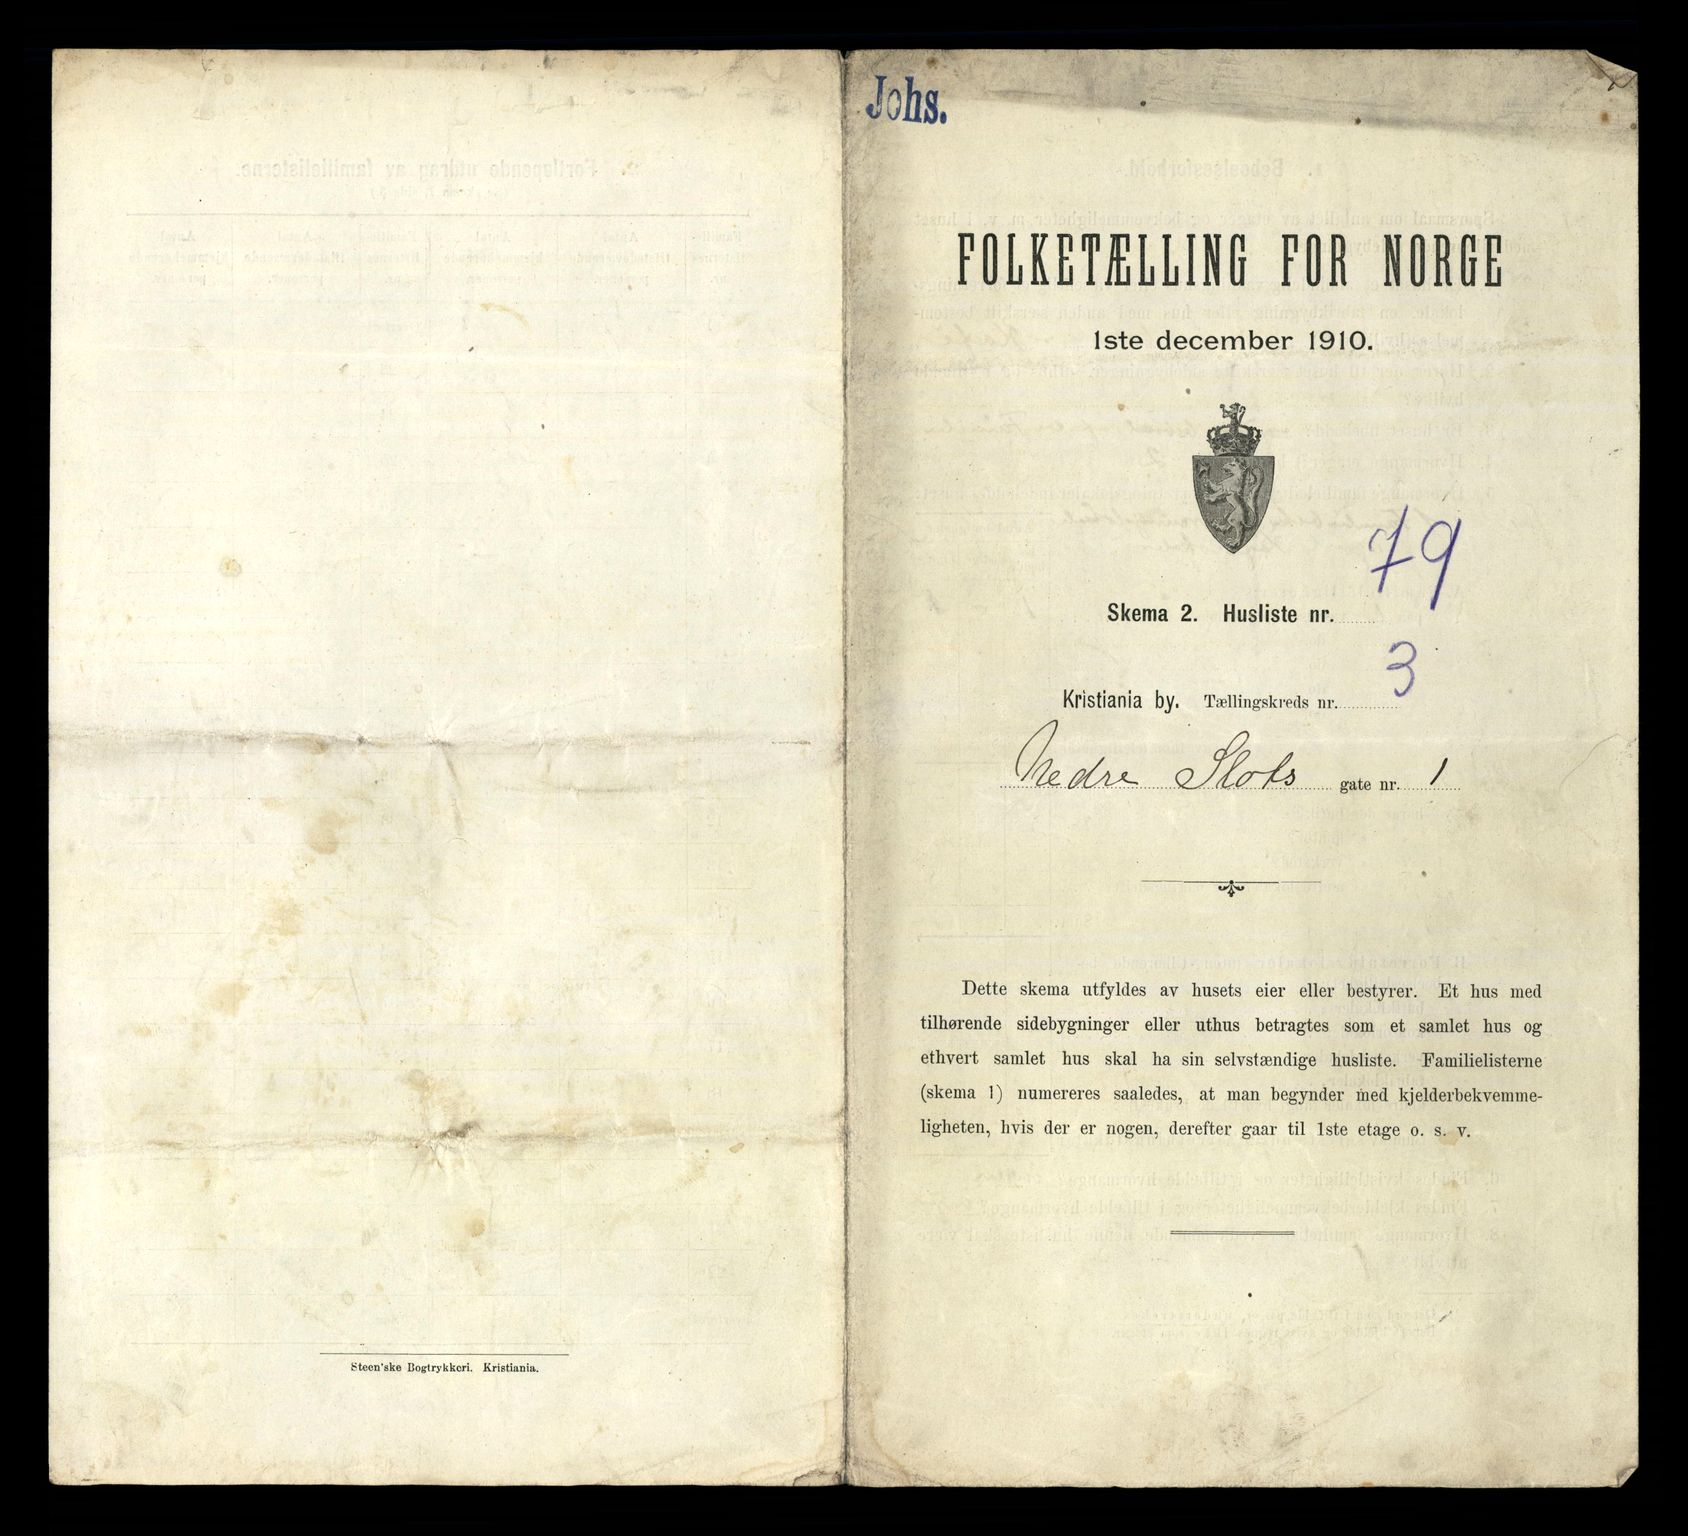 Steen'ske Bogtrykkeri. Kristiania.
Johs.
FOLKETÆLLING FOR NORGE
1ste december 1910.
Skema 2. Husliste nr. 79
Kristiania by. Tællingskreds nr. 3
Nedre Slots gate nr. 1
Dette skema utfyldes av husets eier eller bestyrer. Et hus med
tilhørende sidebygninger eller uthus betragtes som et samlet hus og
ethvert samlet hus skal ha sin selvstændige husliste. Familielisterne
(skema 1) numereres saaledes, at man begynder med kjelderbekvemme-
ligheten, hvis der er nogen, derefter gaar til 1ste etage o. s. v.